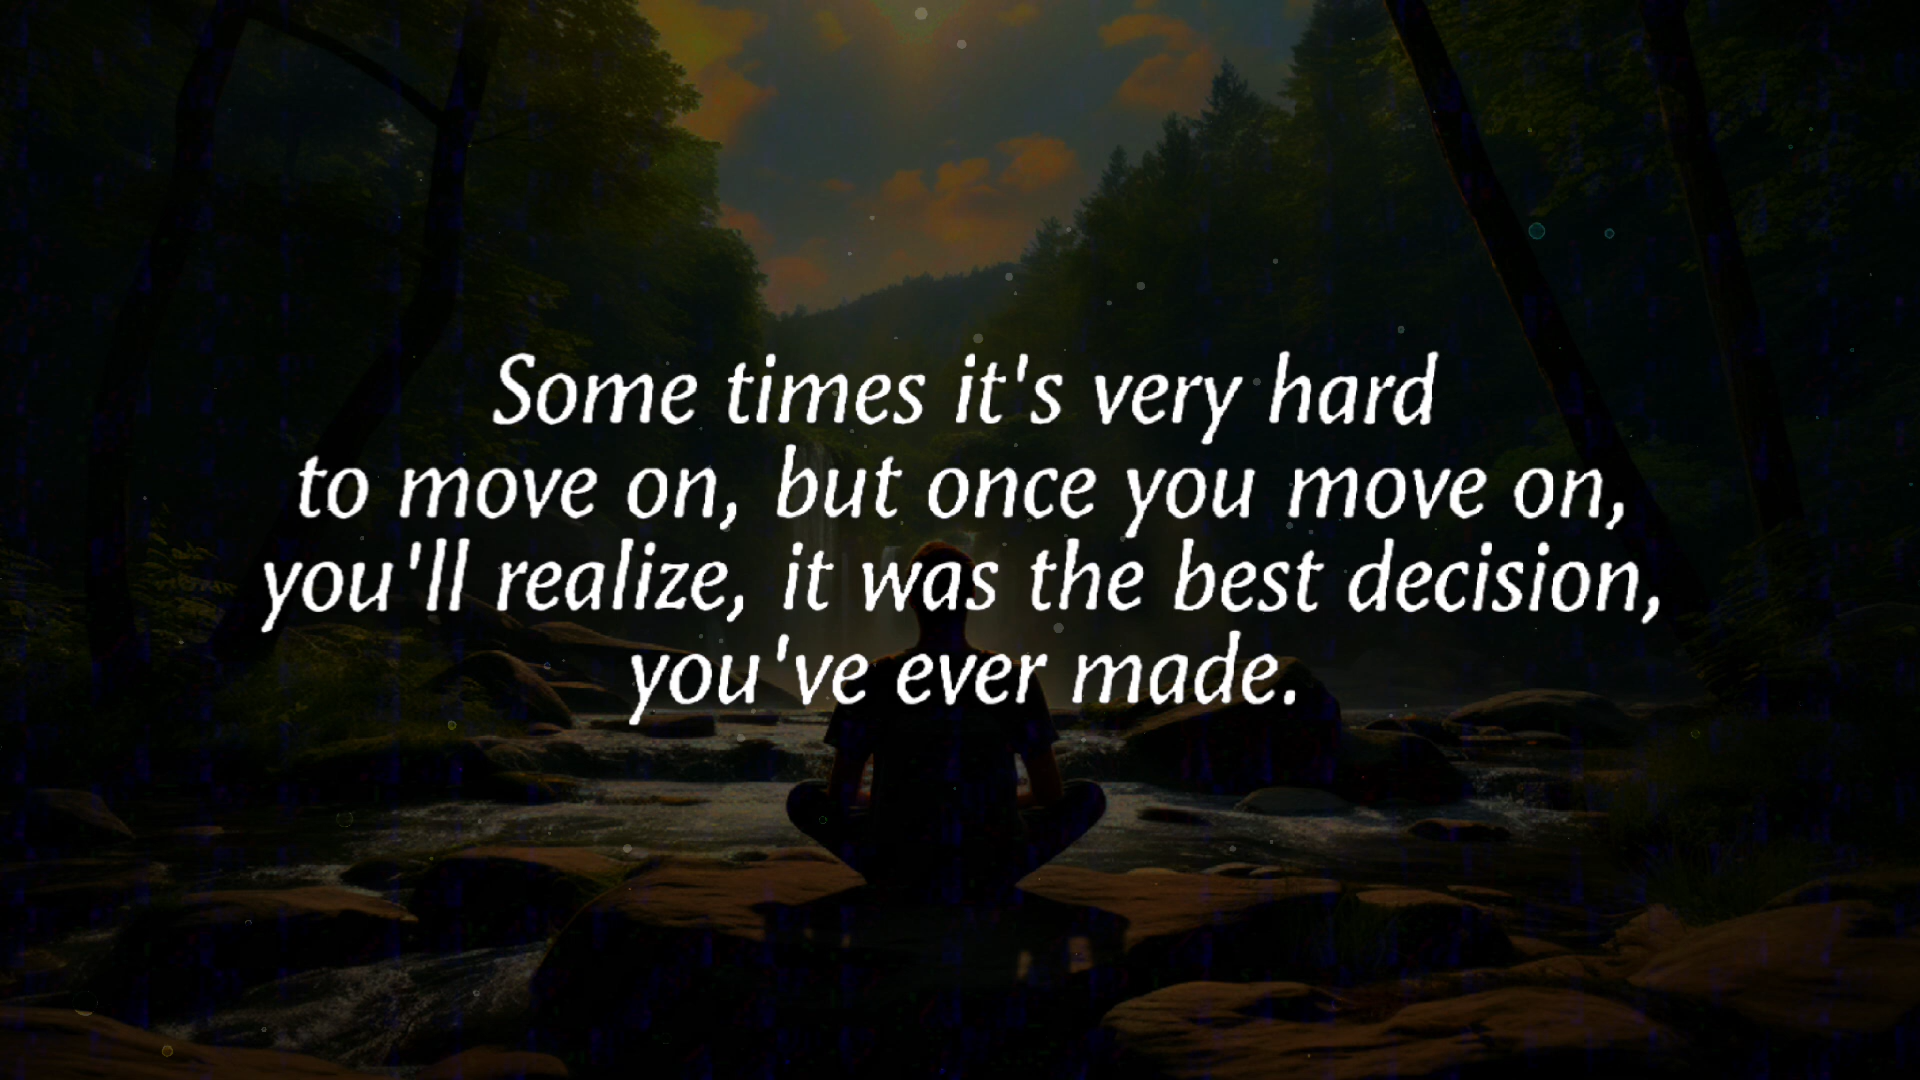 Some times it's very hard
to move on, but once you move on,
you'll realize, it was the best decision,
you've ever made.